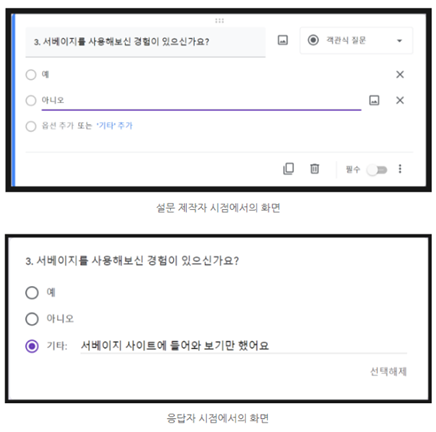 3. 서베이지를 사용해보신 경험이 있으신가요?
객관식 질문
예
아니오
옵션 추가 또는 '기타' 추가
필수
설문 제작자 시점에서의 화면
3. 서베이지를 사용해보신 경험이 있으신가요?
예
아니오
기타: 서베이지 사이트에 들어와 보기만 했어요
선택해제
응답자 시점에서의 화면